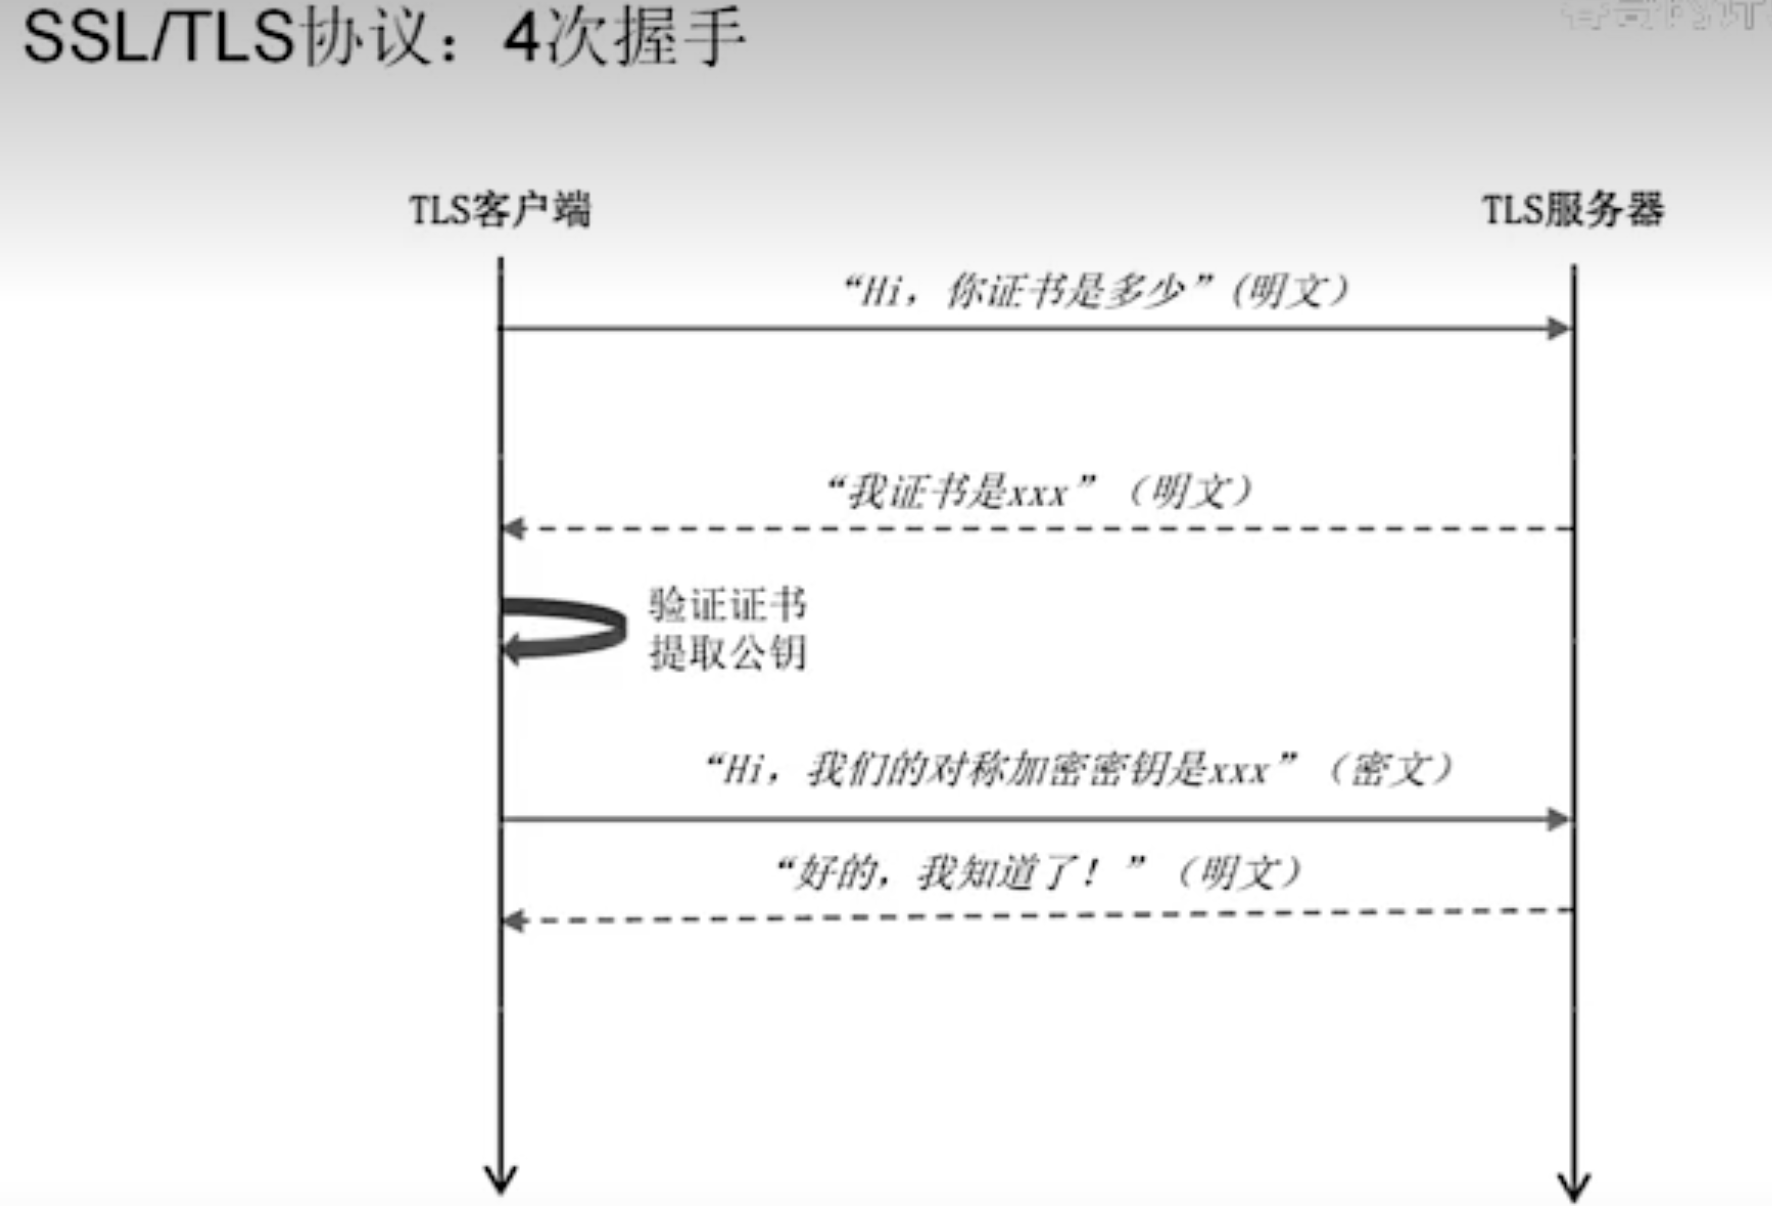 SSL/TLS协议：4次握手
TLS客户端
TLS服务器
“Hi，你证书是多少”(明文)
“我证书是xxx”（明文）
验证证书
提取公钥
“Hi，我们的对称加密密钥是xxx”（密文）
“好的，我知道了！”（明文）